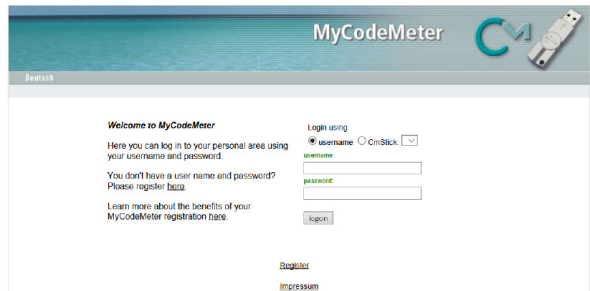 MyCodeMeter
CM
Deutsch
Welcome to MyCodeMeter
Here you can log in to your personal area using
your username and password.
You don't have a user name and password?
Please register here.
Learn more about the benefits of your
MyCodeMeter registration here.
Login using:
username CmStick:
username:
password:
logon
Register
Impressum